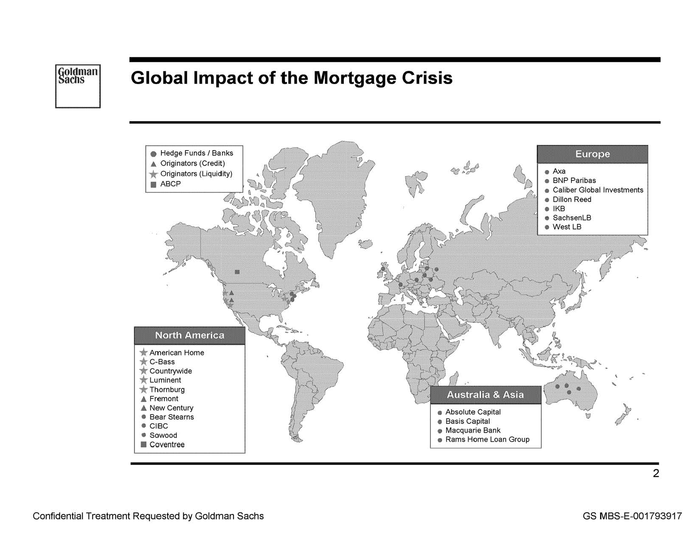 Goldman
Sachs
Global Impact of the Mortgage Crisis
Hedge Funds / Banks
Originators (Credit)
Originators (Liquidity)
ABCP
Europe
Axa
BNP Paribas
Caliber Global Investments
Dillon Reed
IKB
SachsenLB
West LB
North America
American Home
C-Bass
Countrywide
Luminent
Thornburg
Fremont
New Century
Bear Stearns
CIBC
Sowood
Coventree
Australia & Asia
Absolute Capital
Basis Capital
Macquarie Bank
Rams Home Loan Group
2
Confidential Treatment Requested by Goldman Sachs
GS MBS-E-001793917